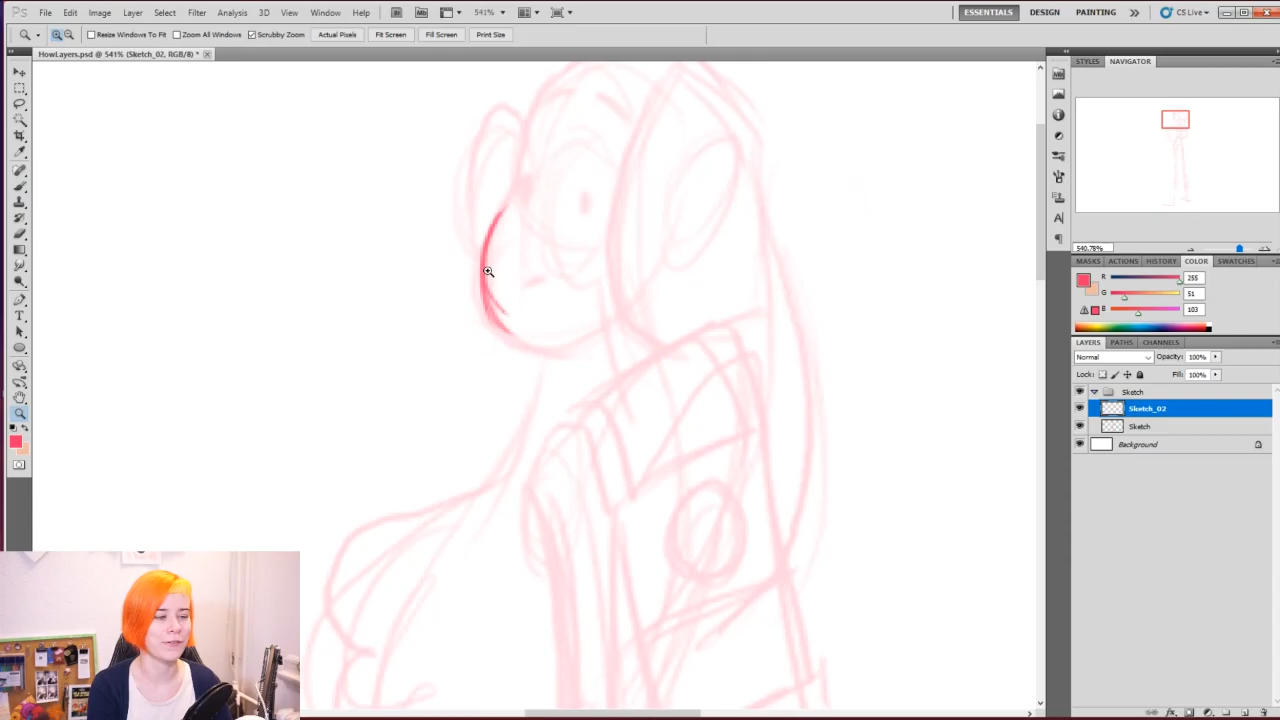 Ps File Edit Image Layer Select Filter Analysis 3D View Window Help Br Mb 541% ESSENTIALS DESIGN PAINTING CS Live
Resize Windows To Fit Zoom All Windows Scrubby Zoom Actual Pixels Fit Screen Fill Screen Print Size
HowLayers.psd @ 541% (Sketch_02, RGB/8) *
STYLES NAVIGATOR
540.78%
MASKS ACTIONS HISTORY COLOR SWATCHES
R 255
G 51
B 103
LAYERS PATHS CHANNELS
Normal Opacity: 100%
Lock: Fill: 100%
Sketch
Sketch_02
Sketch
Background